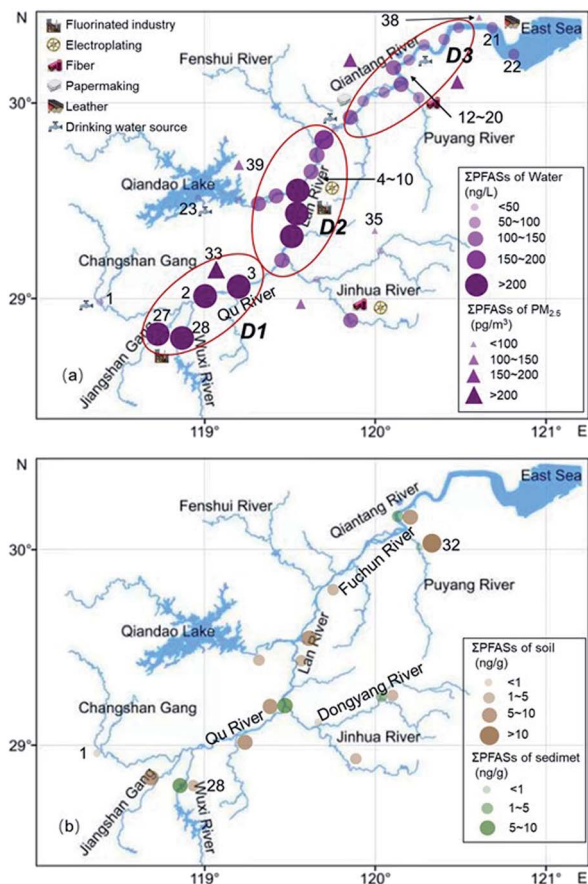 N
Fluorinated industry
Electroplating
Fiber
Papermaking
Leather
Drinking water source
38
East Sea
Fenshui River
Qiantang River
D3
21
22
30°
12~20
Puyang River
39
4~10
Qiandao Lake
Lan River
23
D2
35
33
Changshan Gang
3
1
2
Qu River
Jinhua River
29°
27
28
D1
Jiangshan Gang
Wuxi River
(a)
119°
120°
121°
E
ΣPFASs of Water
(ng/L)
<50
50~100
100~150
150~200
>200
ΣPFASs of PM2.5
(pg/m³)
<100
100~150
150~200
>200
N
East Sea
Fenshui River
Qiantang River
30°
Fuchun River
32
Puyang River
Qiandao Lake
Lan River
Changshan Gang
Dongyang River
Qu River
Jinhua River
29°
1
Jiangshan Gang
28
Wuxi River
(b)
119°
120°
121°
E
ΣPFASs of soil
(ng/g)
<1
1~5
5~10
>10
ΣPFASs of sedimet
(ng/g)
<1
1~5
5~10